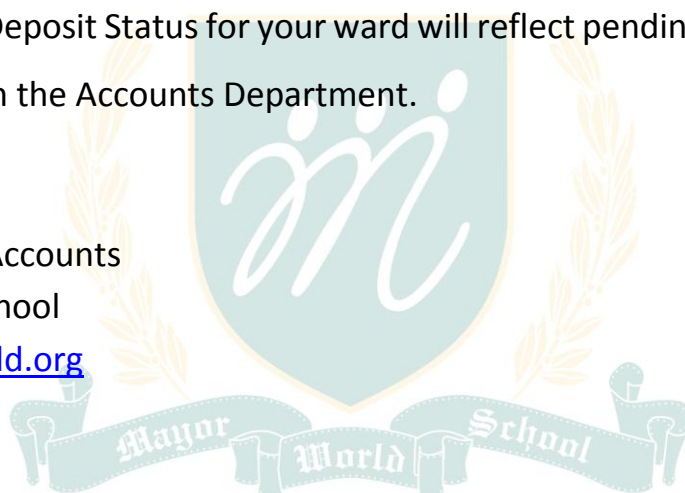 Deposit Status for your ward will reflect pendin
n the Accounts Department.
Accounts
hool
ld.org
Mayor World School